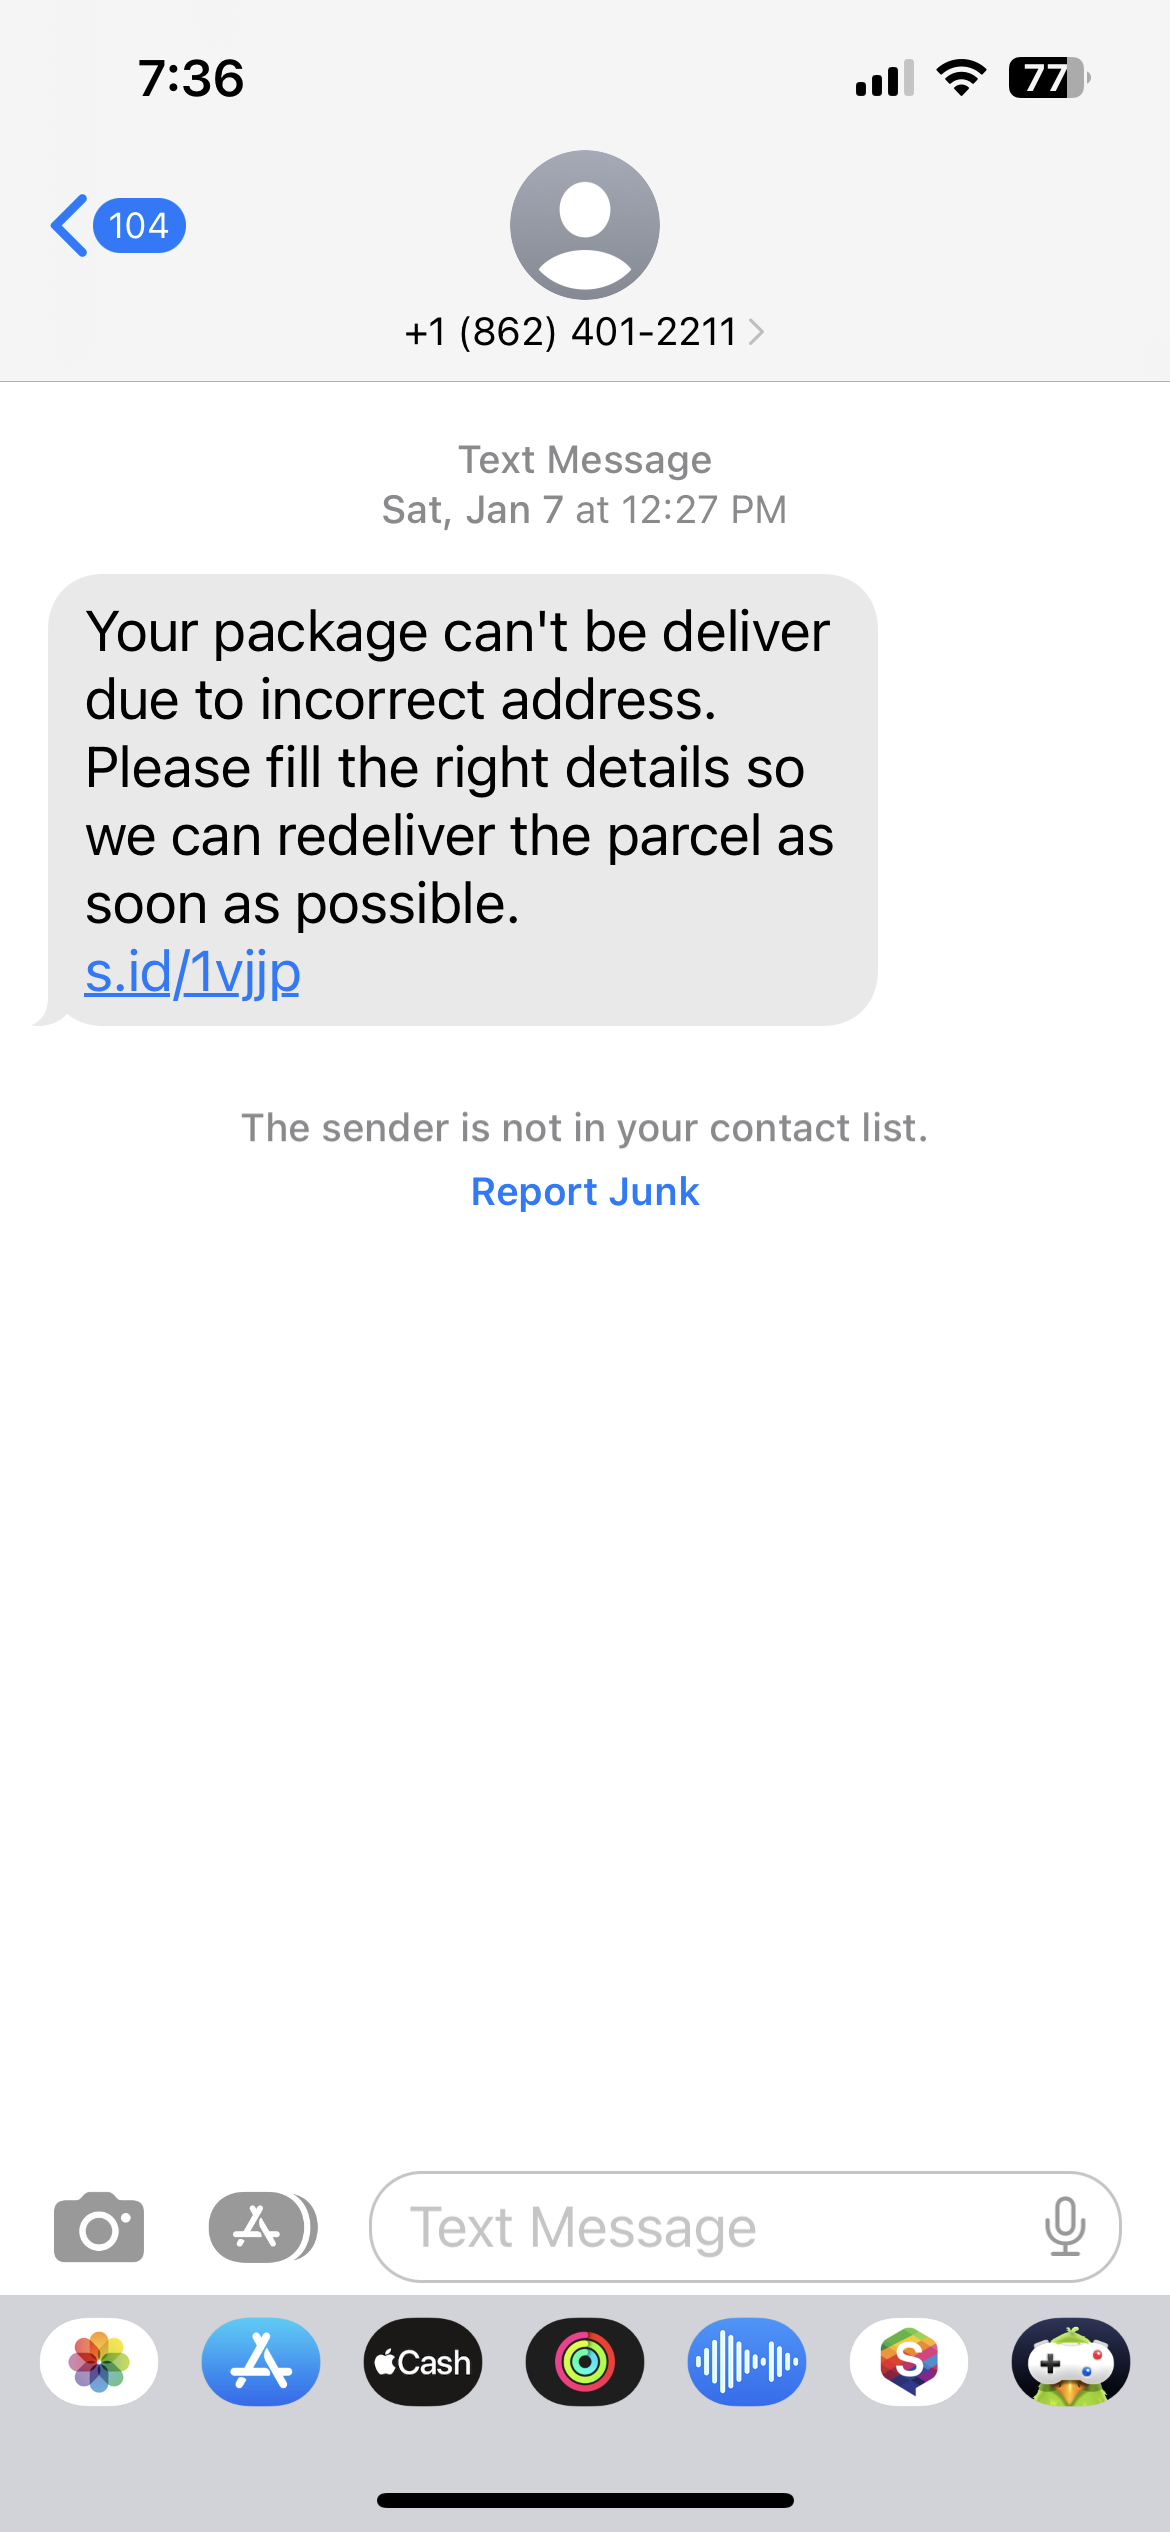 7:36
77
104
+1 (862) 401-2211
Text Message
Sat, Jan 7 at 12:27 PM
Your package can't be deliver
due to incorrect address.
Please fill the right details so
we can redeliver the parcel as
soon as possible.
s.id/1vjjp
The sender is not in your contact list.
Report Junk
Text Message
Cash
S